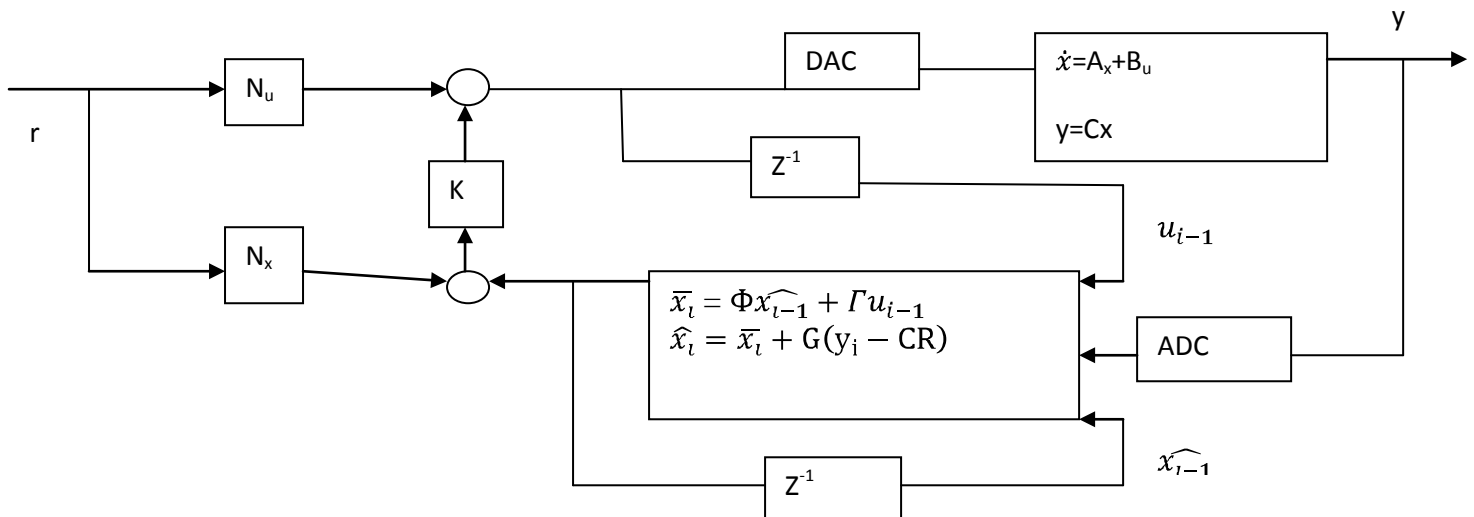 y
DAC
ẋ=Aₓ+Bᵤ
y=Cx
Nᵤ
r
Z⁻¹
K
uᵢ₋₁
Nₓ
x̅ᵢ = Φx̂ᵢ₋₁ + Γuᵢ₋₁
x̂ᵢ = x̅ᵢ + G(yᵢ − CR)
ADC
x̂ᵢ₋₁
Z⁻¹